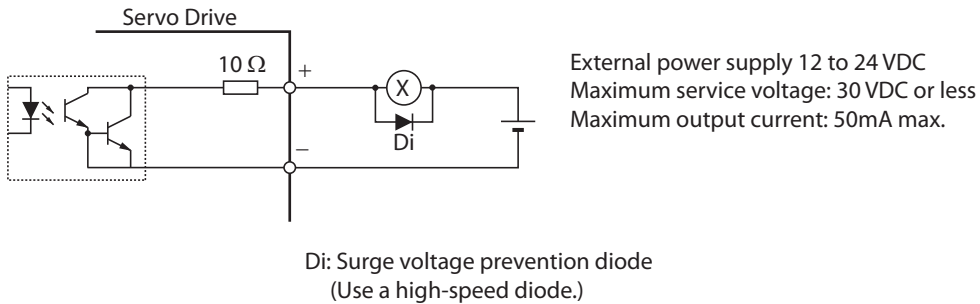 Servo Drive
10 Ω
+
X
Di
−
External power supply 12 to 24 VDC
Maximum service voltage: 30 VDC or less
Maximum output current: 50mA max.
Di: Surge voltage prevention diode
(Use a high-speed diode.)